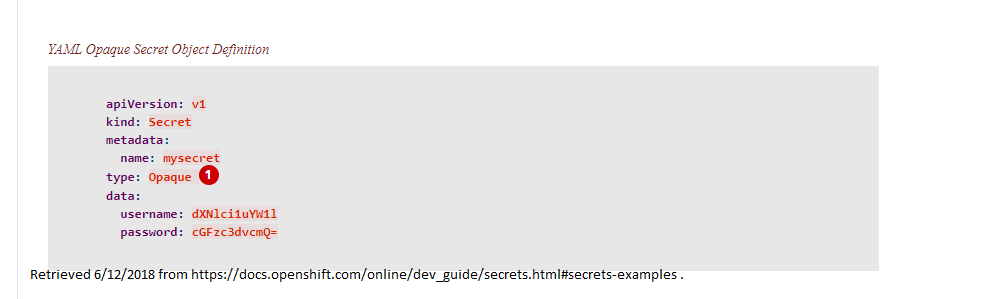 YAML Opaque Secret Object Definition
apiVersion: v1
kind: Secret
metadata:
  name: mysecret
type: Opaque 1
data:
  username: dXNlci1uYW1l
  password: cGFzc3dvcmQ=
Retrieved 6/12/2018 from https://docs.openshift.com/online/dev_guide/secrets.html#secrets-examples .